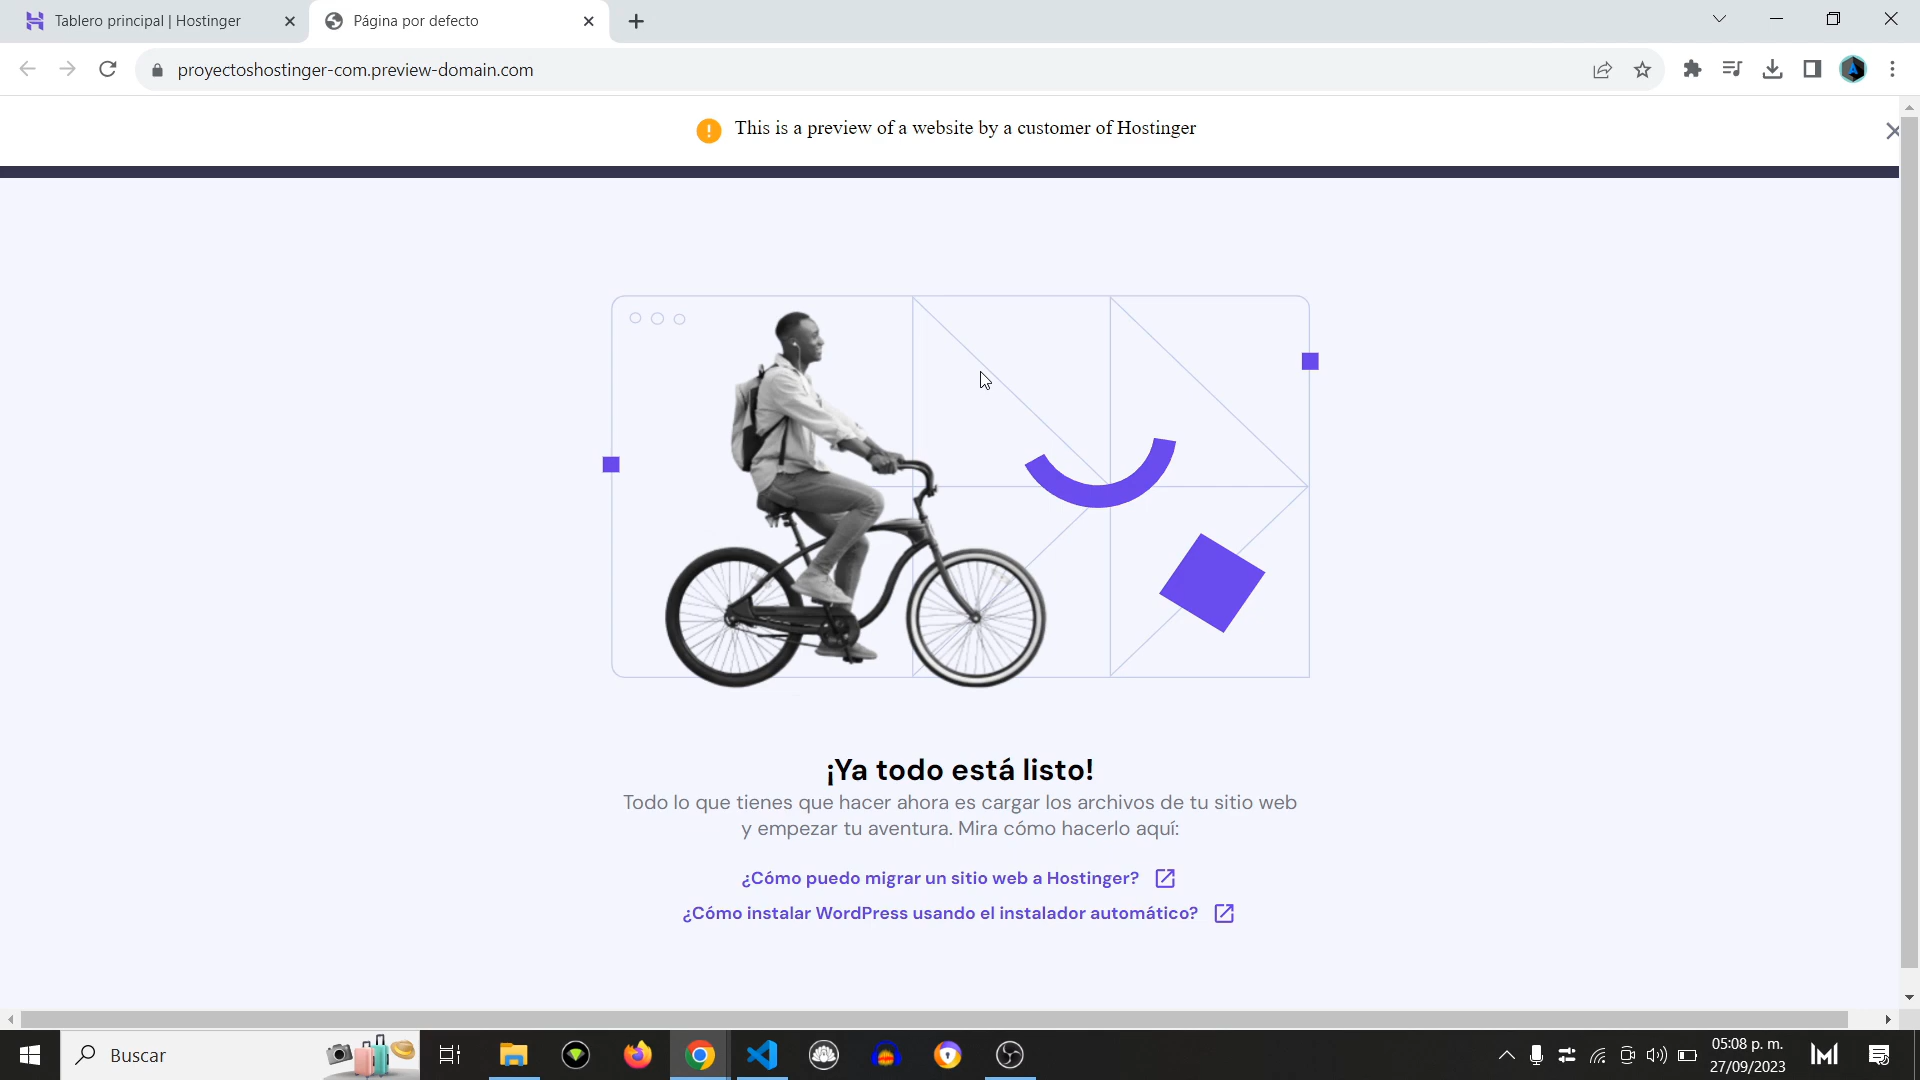 Tablero principal | Hostinger
Página por defecto
proyectoshostinger-com.preview-domain.com
This is a preview of a website by a customer of Hostinger
¡Ya todo está listo!
Todo lo que tienes que hacer ahora es cargar los archivos de tu sitio web
y empezar tu aventura. Mira cómo hacerlo aquí:
¿Cómo puedo migrar un sitio web a Hostinger?
¿Cómo instalar WordPress usando el instalador automático?
Buscar
05:08 p. m.
27/09/2023